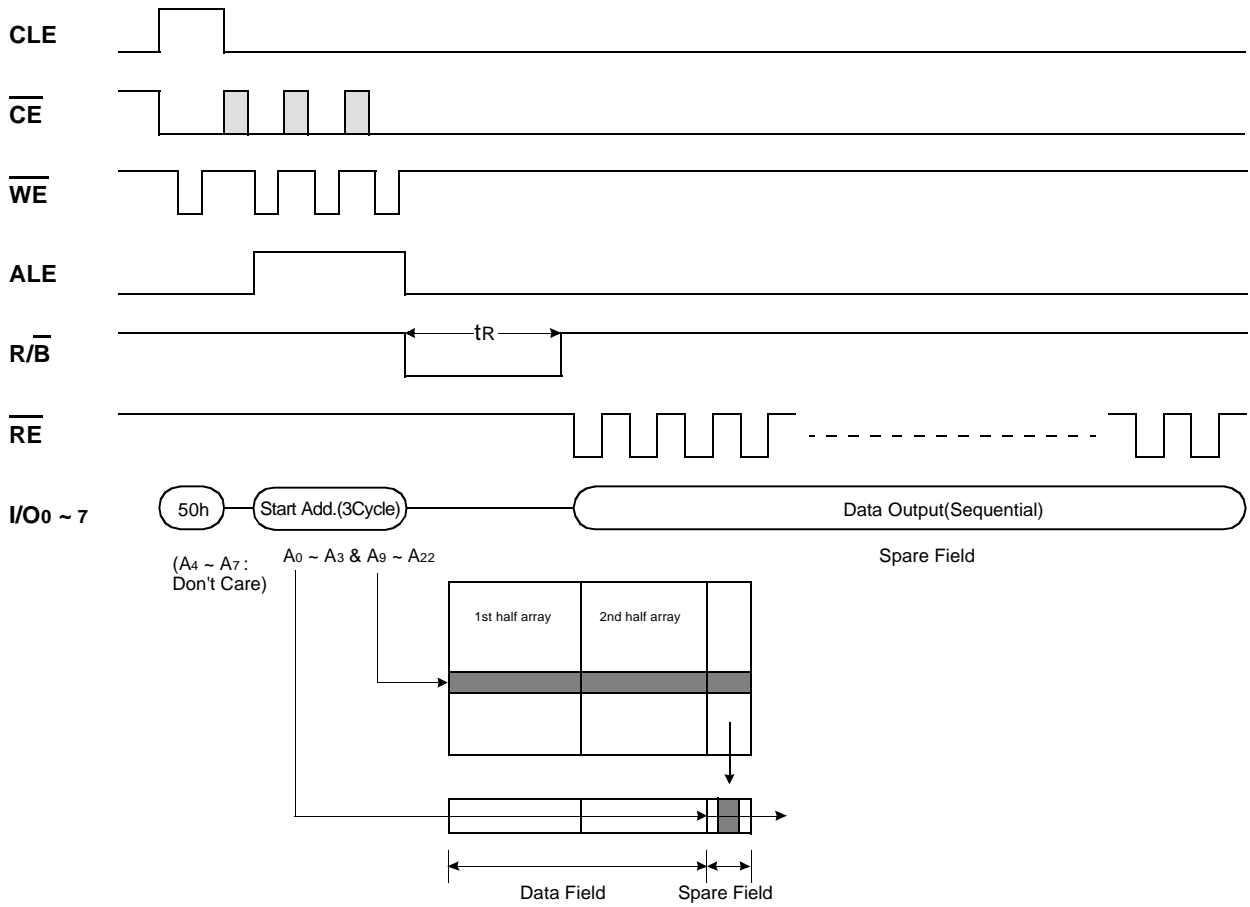 CLE
CE
WE
ALE
tR
R/B
RE
I/O0 ~ 7
50h
Start Add.(3Cycle)
Data Output(Sequential)
(A4 ~ A7 :
Don't Care)
A0 ~ A3 & A9 ~ A22
Spare Field
1st half array
2nd half array
Data Field
Spare Field